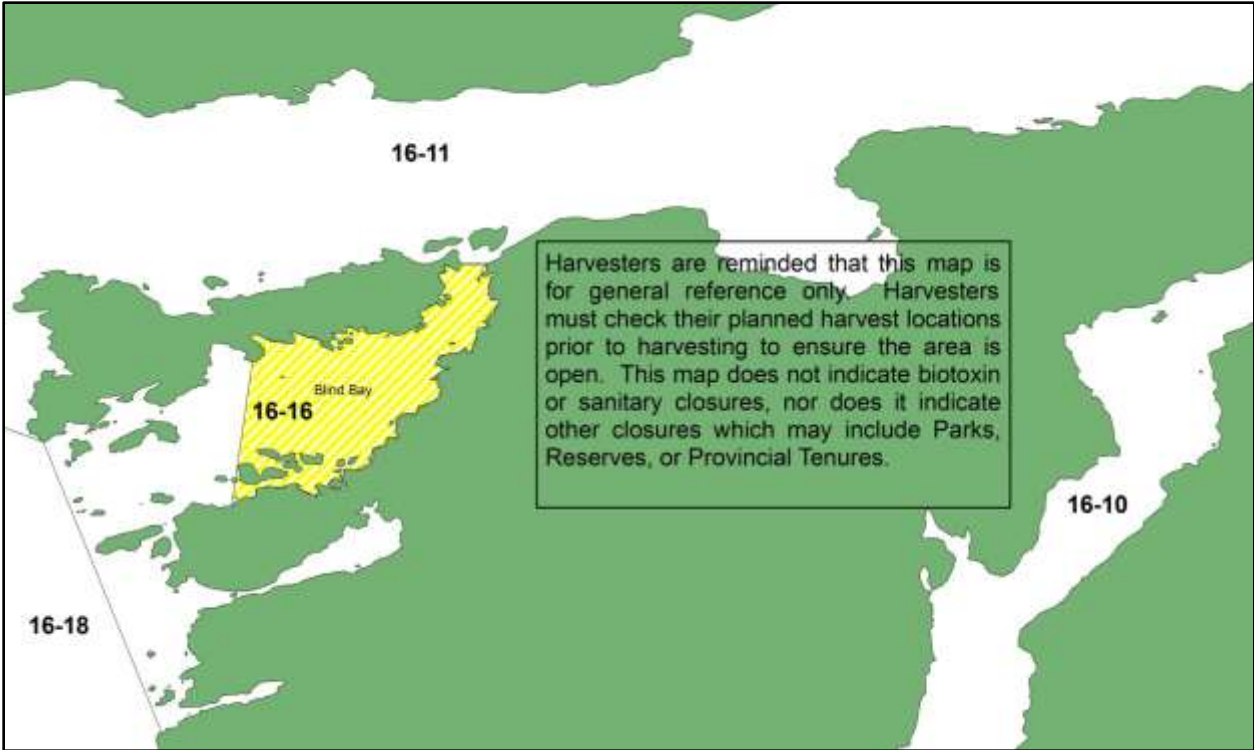 16-11
Harvesters are reminded that this map is
for general reference only. Harvesters
must check their planned harvest locations
prior to harvesting to ensure the area is
open. This map does not indicate biotoxin
or sanitary closures, nor does it indicate
other closures which may include Parks,
Reserves, or Provincial Tenures.
Blind Bay
16-16
16-10
16-18